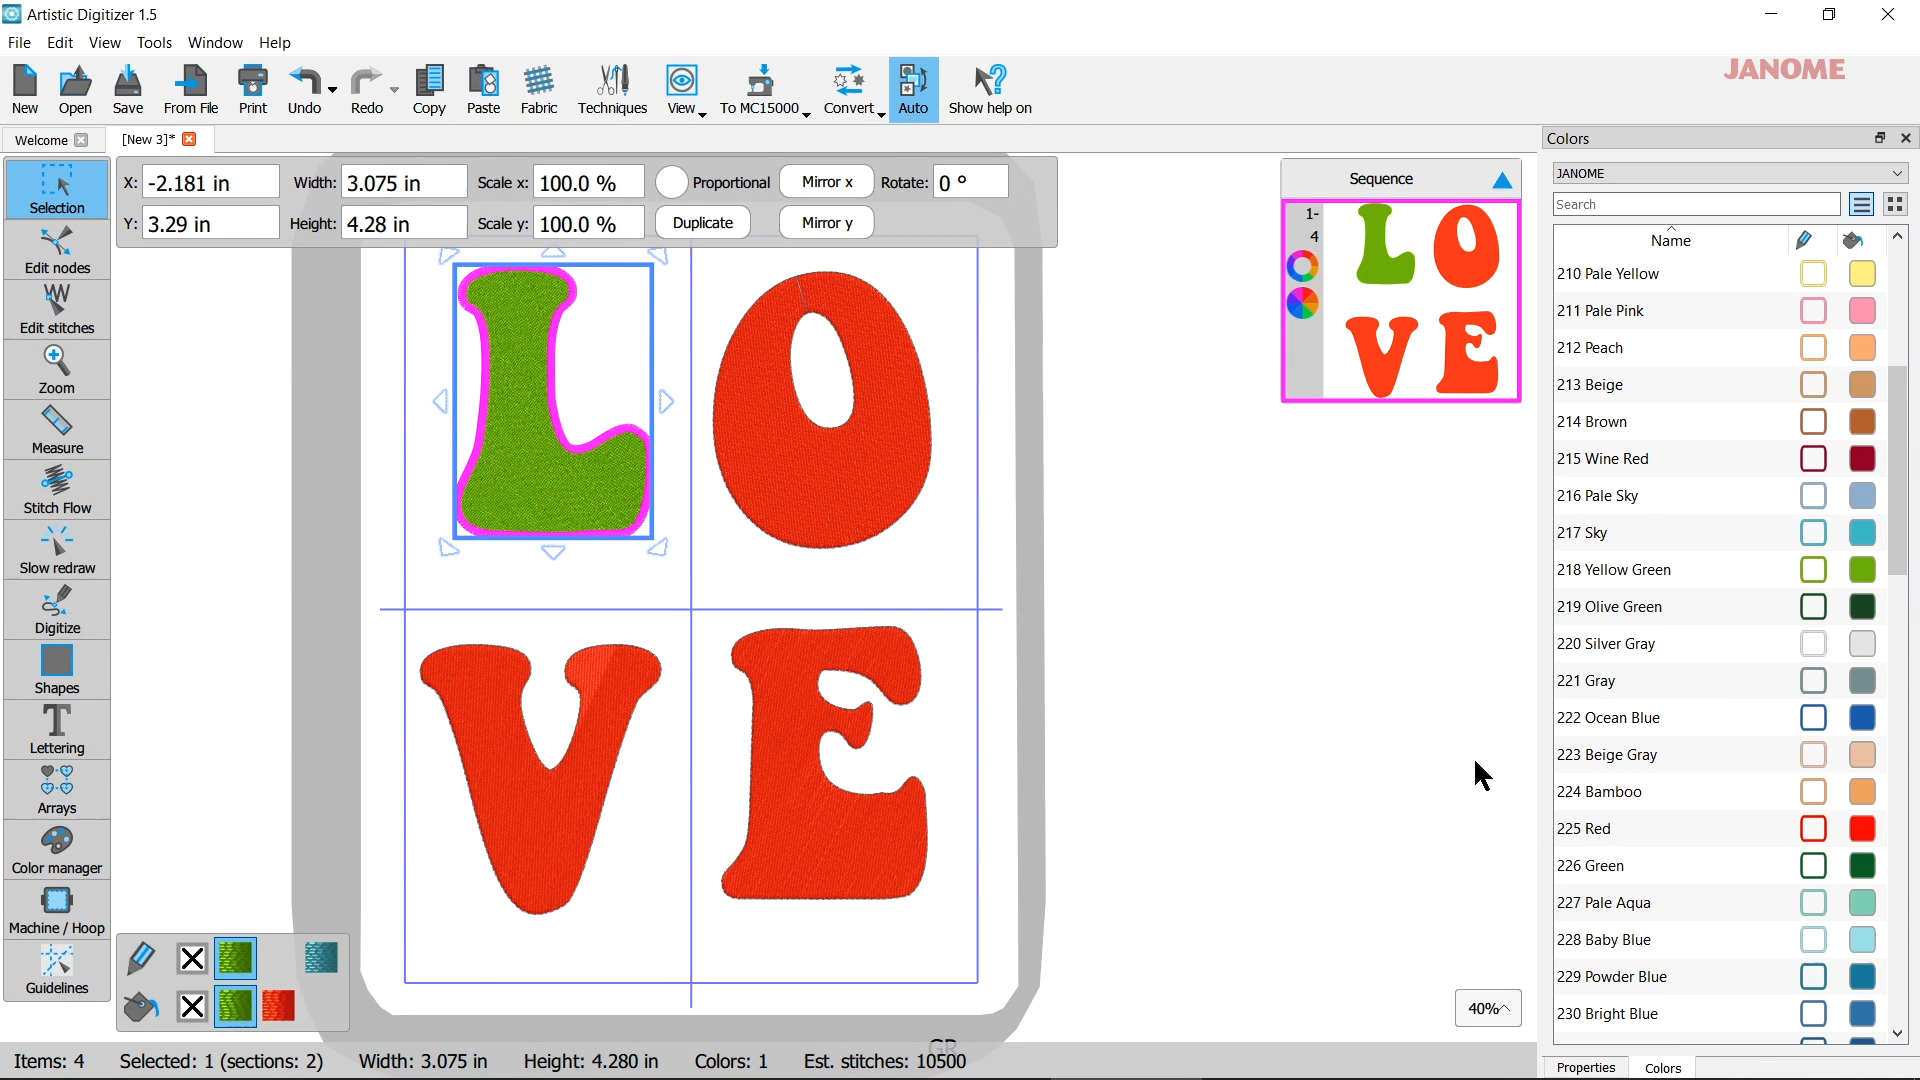 Artistic Digitizer 1.5
File Edit View Tools Window Help
New Open Save From File Print Undo Redo Copy Paste Fabric Techniques View To MC15000 Convert Auto Show help on
JANOME
Welcome [New 3]*
Colors
X: -2.181 in Width: 3.075 in Scale x: 100.0 % Proportional Mirror x Rotate: 0 °
Y: 3.29 in Height: 4.28 in Scale y: 100.0 % Duplicate Mirror y
Selection
Edit nodes
Edit stitches
Zoom
Measure
Stitch Flow
Slow redraw
Digitize
Shapes
T
Lettering
Arrays
Color manager
Machine / Hoop
Guidelines
L O
V E
GR
Sequence
1-
4
L O
V E
40%
JANOME
Search
Name
210 Pale Yellow
211 Pale Pink
212 Peach
213 Beige
214 Brown
215 Wine Red
216 Pale Sky
217 Sky
218 Yellow Green
219 Olive Green
220 Silver Gray
221 Gray
222 Ocean Blue
223 Beige Gray
224 Bamboo
225 Red
226 Green
227 Pale Aqua
228 Baby Blue
229 Powder Blue
230 Bright Blue
Items: 4 Selected: 1 (sections: 2) Width: 3.075 in Height: 4.280 in Colors: 1 Est. stitches: 10500
Properties Colors